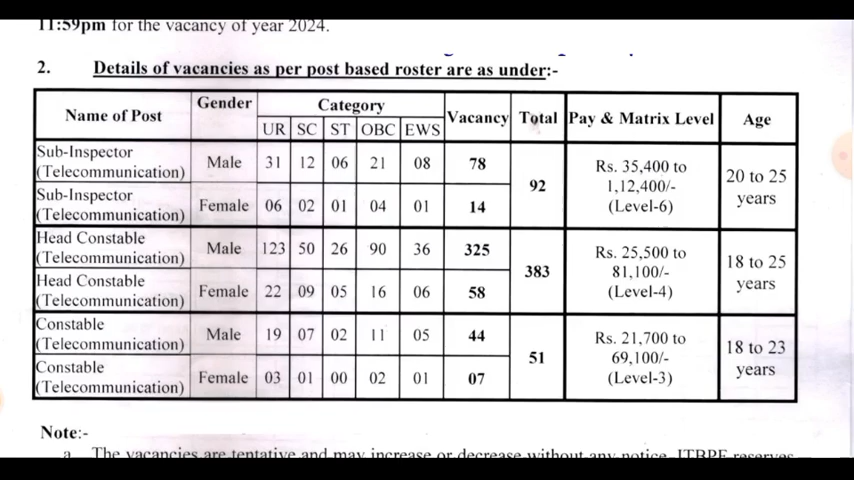 11:59pm for the vacancy of year 2024.
2. Details of vacancies as per post based roster are as under:-
Name of Post Gender Category Vacancy Total Pay & Matrix Level Age
UR SC ST OBC EWS
Sub-Inspector (Telecommunication) Male 31 12 06 21 08 78 92 Rs. 35,400 to 1,12,400/- (Level-6) 20 to 25 years
Sub-Inspector (Telecommunication) Female 06 02 01 04 01 14
Head Constable (Telecommunication) Male 123 50 26 90 36 325 383 Rs. 25,500 to 81,100/- (Level-4) 18 to 25 years
Head Constable (Telecommunication) Female 22 09 05 16 06 58
Constable (Telecommunication) Male 19 07 02 11 05 44 51 Rs. 21,700 to 69,100/- (Level-3) 18 to 23 years
Constable (Telecommunication) Female 03 01 00 02 01 07
Note:-
a. The vacancies are tentative and may increase or decrease without any notice. ITBPF reserves